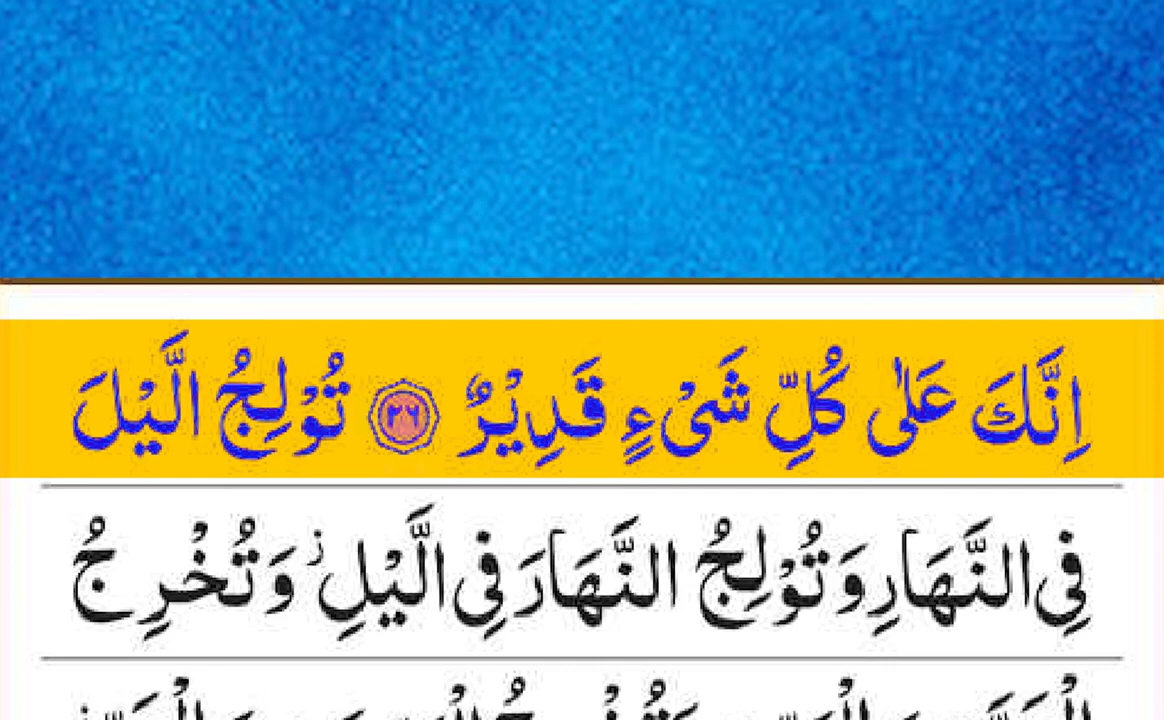 اِنَّكَ عَلٰى كُلِّ شَىْءٍ قَدِيْرٌ ۝٢٦ تُوْلِجُ الَّيْلَ
فِى النَّهَارِ وَتُوْلِجُ النَّهَارَ فِى الَّيْلِ ز وَتُخْرِجُ